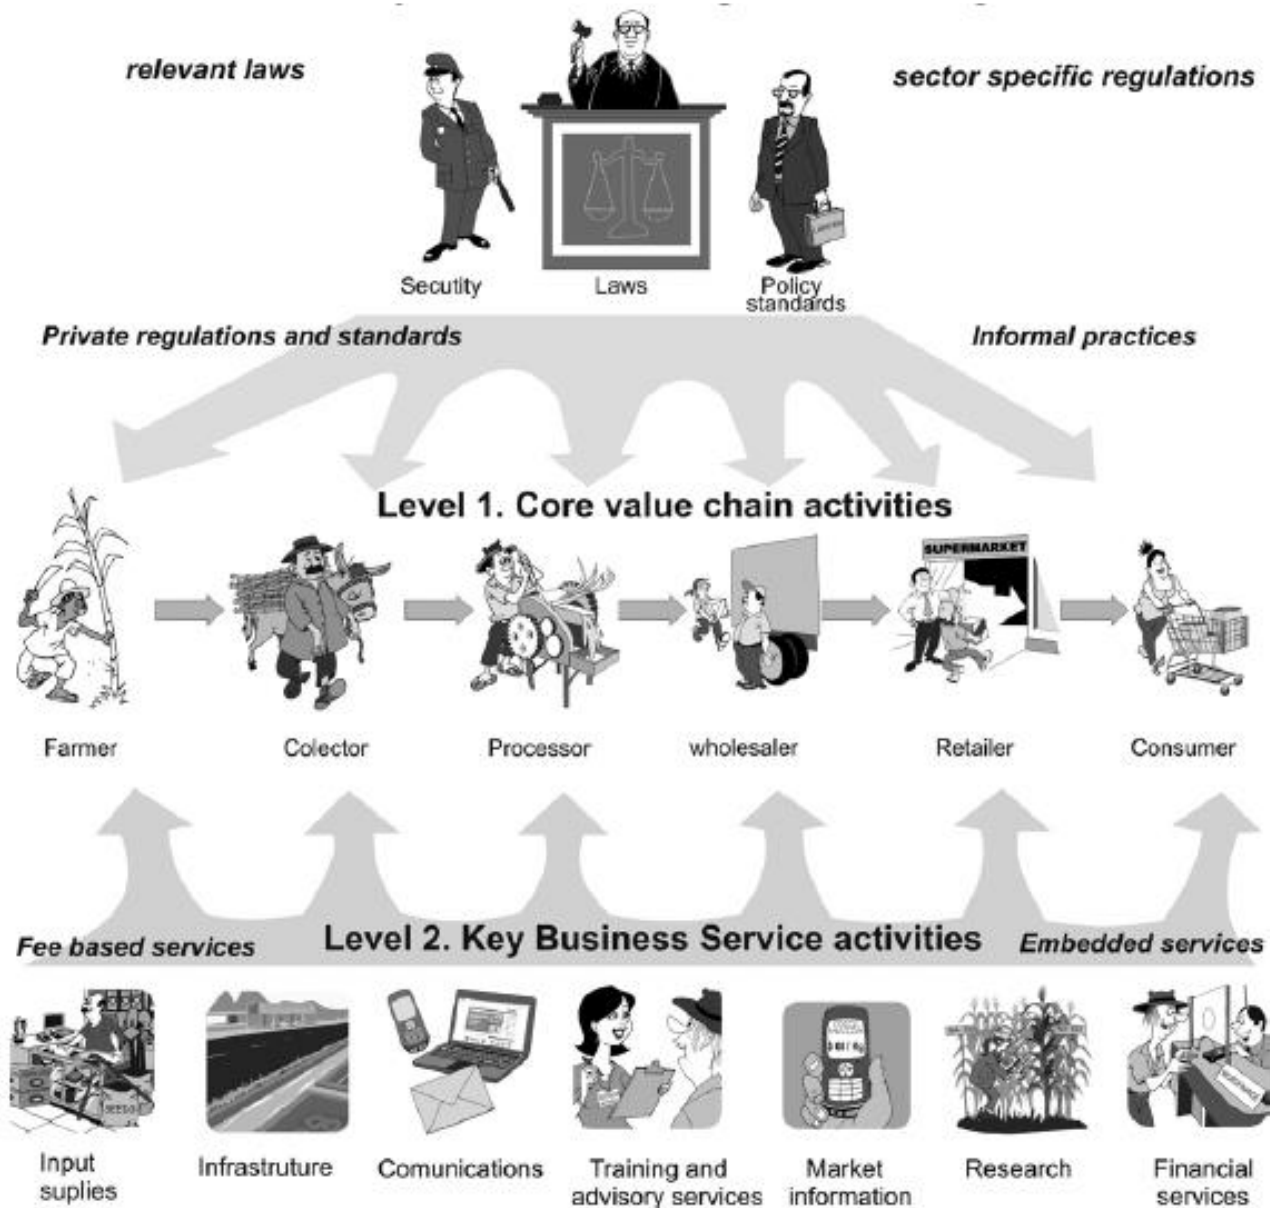 relevant laws
sector specific regulations
Secutity
Laws
Policy
standards
Private regulations and standards
Informal practices
Level 1. Core value chain activities
SUPERMARKET
Farmer
Colector
Processor
wholesaler
Retailer
Consumer
Fee based services
Level 2. Key Business Service activities
Embedded services
SEEDS
Input
suplies
Infrastruture
Comunications
Training and
advisory services
Market
information
Research
Financial
services